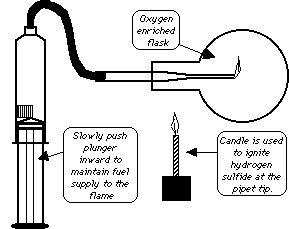 Oxygen
enriched
flask
Slowly push
plunger
inward to
maintain fuel
supply to the
flame
Candle is used
to ignite
hydrogen
sulfide at the
pipet tip.